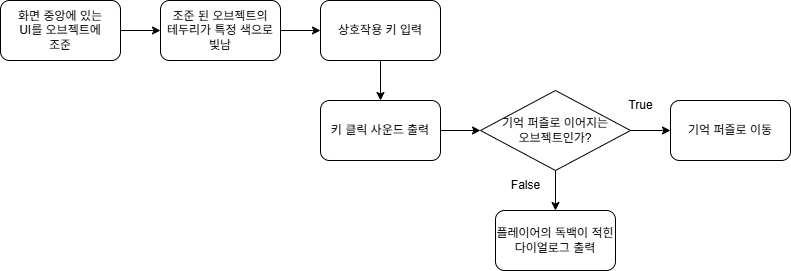 화면 중앙에 있는
UI를 오브젝트에
조준
조준 된 오브젝트의
테두리가 특정 색으로
빛남
상호작용 키 입력
키 클릭 사운드 출력
기억 퍼즐로 이어지는
오브젝트인가?
True
기억 퍼즐로 이동
False
플레이어의 독백이 적힌
다이얼로그 출력